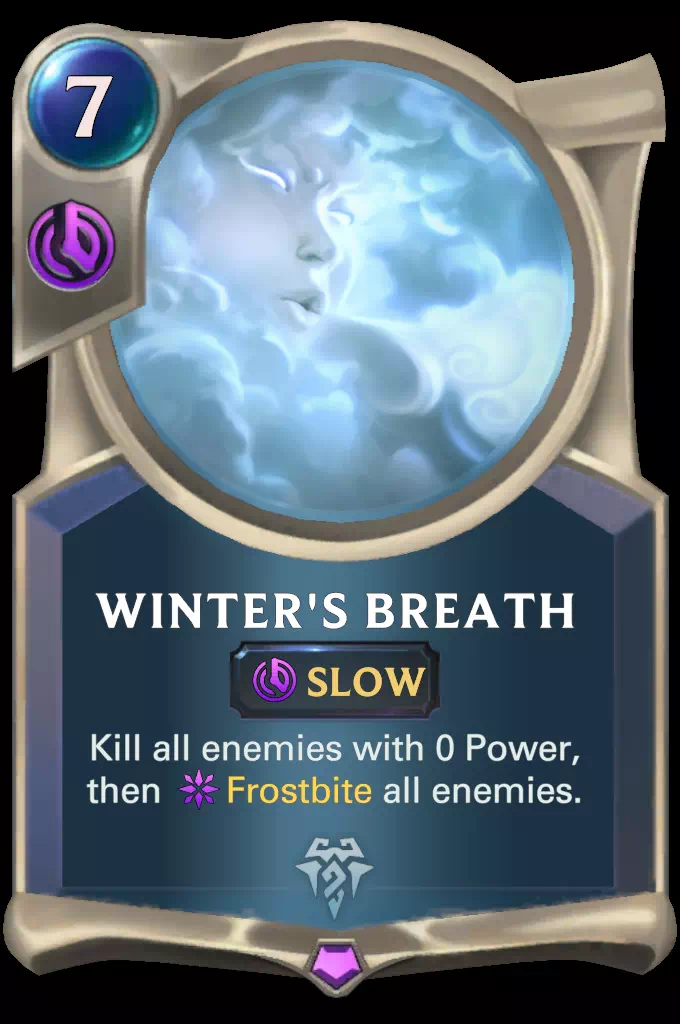 7
WINTER'S BREATH
SLOW
Kill all enemies with 0 Power,
then Frostbite all enemies.